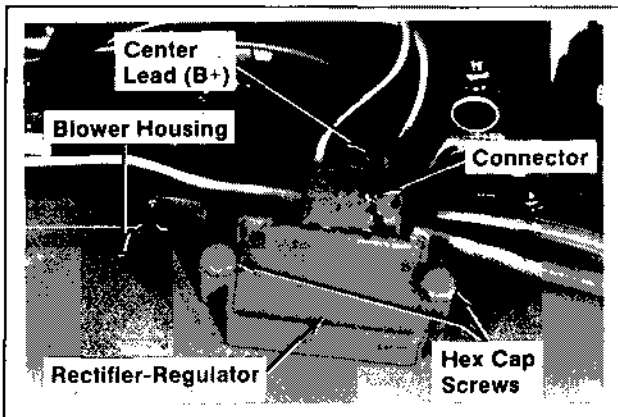 Center
Lead (B+)
Blower Housing
Connector
Rectifier-Regulator
Hex Cap
Screws